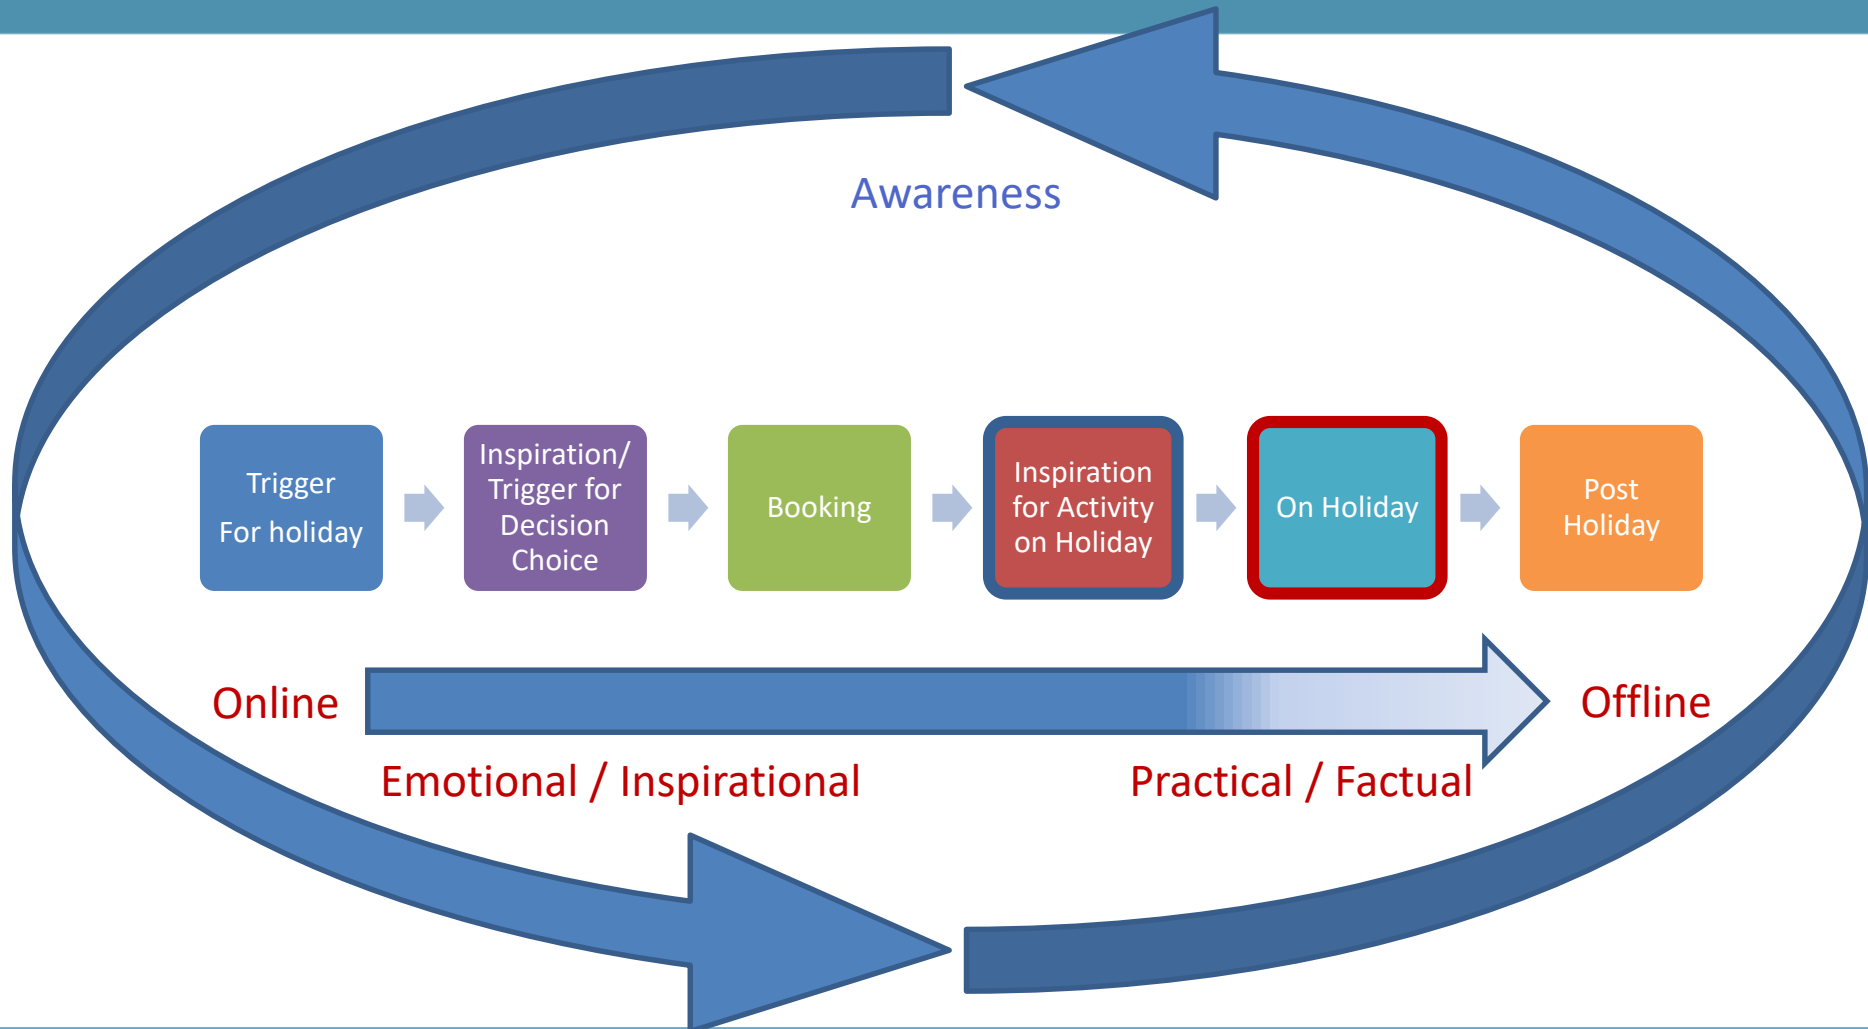 Awareness
Trigger
For holiday
Inspiration/
Trigger for
Decision
Choice
Booking
Inspiration
for Activity
on Holiday
On Holiday
Post
Holiday
Online
Offline
Emotional / Inspirational
Practical / Factual